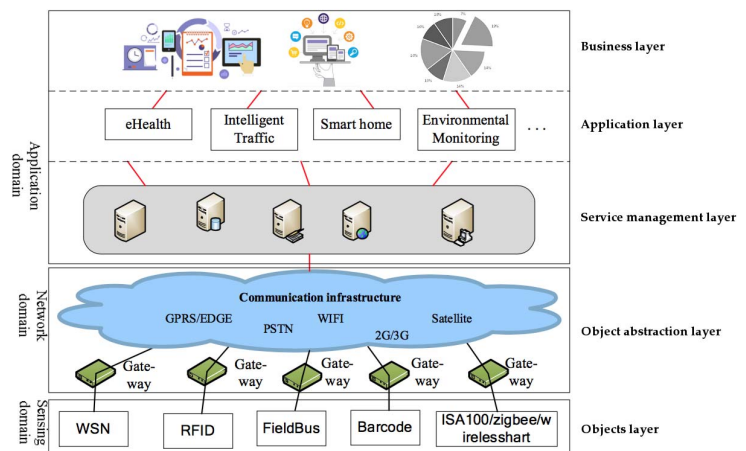 Business layer
eHealth
Intelligent
Traffic
Smart home
Environmental
Monitoring
. . .
Application layer
Application
domain
Service management layer
Network
domain
Communication infrastructure
GPRS/EDGE
PSTN
WIFI
2G/3G
Satellite
Object abstraction layer
Gate-
way
Gate-
way
Gate-
way
Gate-
way
Gate-
way
Sensing
domain
WSN
RFID
FieldBus
Barcode
ISA100/zigbee/w
irelesshart
Objects layer